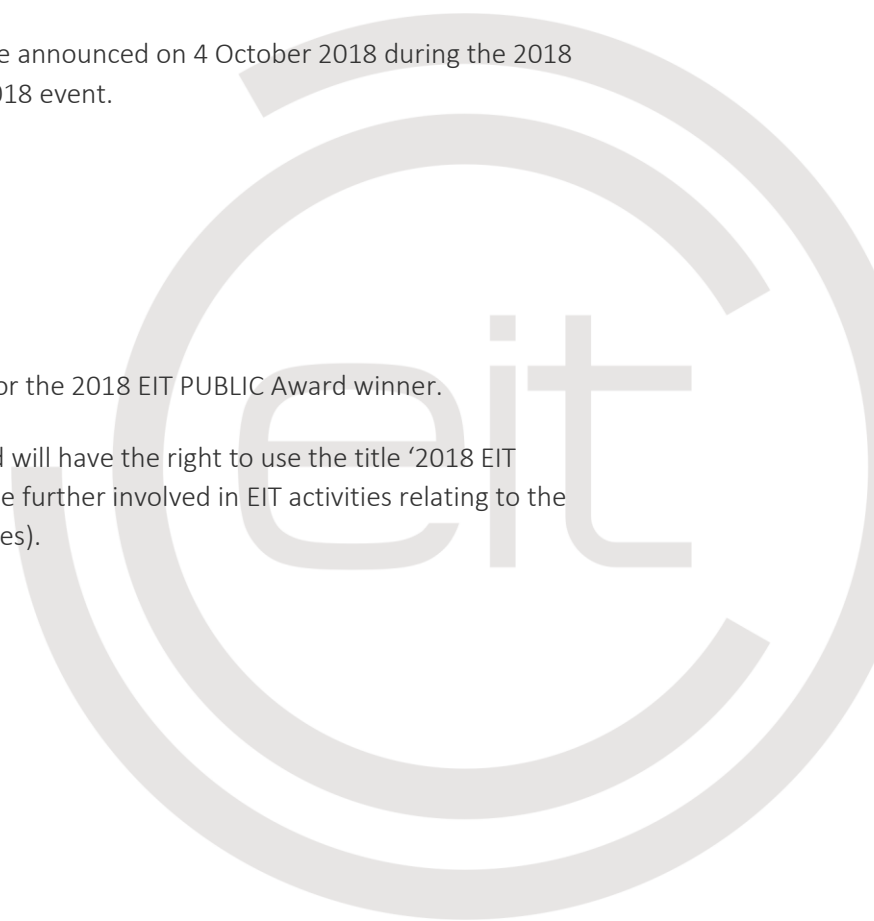 e announced on 4 October 2018 during the 2018
018 event.
eit
or the 2018 EIT PUBLIC Award winner.
d will have the right to use the title ‘2018 EIT
e further involved in EIT activities relating to the
es).